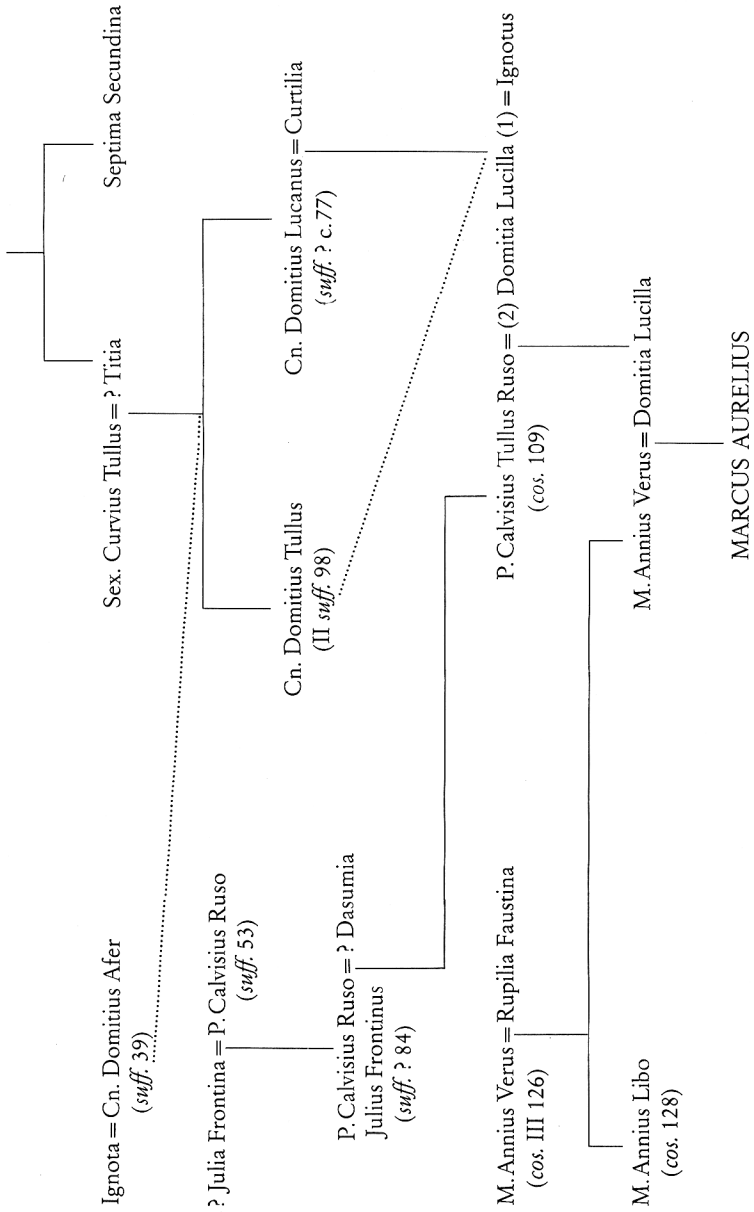 Septima Secundina
Sex. Curvius Tullus = ? Titia
Ignota = Cn. Domitius Afer
(suff. 39)
Cn. Domitius Lucanus = Curtilia
(suff. ? c.77)
Cn. Domitius Tullus
(II suff. 98)
? Julia Frontina = P. Calvisius Ruso
(suff. 53)
P. Calvisius Ruso = ? Dasumia
Julius Frontinus
(suff. ? 84)
P. Calvisius Tullus Ruso = (2) Domitia Lucilla (1) = Ignotus
(cos. 109)
M. Annius Verus = Rupilia Faustina
(cos. III 126)
M. Annius Libo
(cos. 128)
M. Annius Verus = Domitia Lucilla
MARCUS AURELIUS